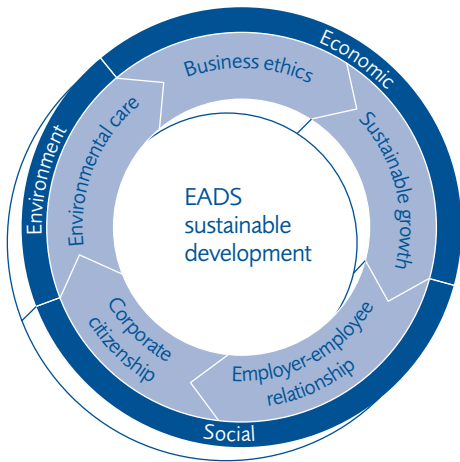 Economic
Business ethics
Sustainable growth
Environment
Environmental care
EADS
sustainable
development
Corporate
citizenship
Employer-employee
relationship
Social